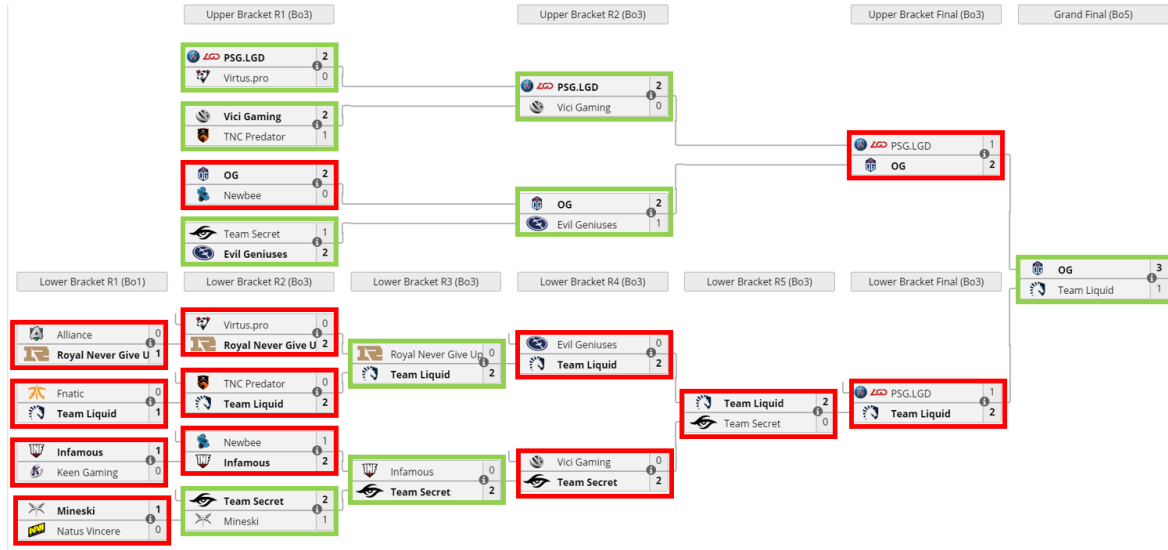 Upper Bracket R1 (Bo3) Upper Bracket R2 (Bo3) Upper Bracket Final (Bo3) Grand Final (Bo5)
PSG.LGD 2
Virtus.pro 0
Vici Gaming 2
TNC Predator 1
OG 2
Newbee 0
Team Secret 1
Evil Geniuses 2
PSG.LGD 2
Vici Gaming 0
OG 2
Evil Geniuses 1
PSG.LGD 1
OG 2
OG 3
Team Liquid 1
Lower Bracket R1 (Bo1) Lower Bracket R2 (Bo3) Lower Bracket R3 (Bo3) Lower Bracket R4 (Bo3) Lower Bracket R5 (Bo3) Lower Bracket Final (Bo3)
Alliance 0
Royal Never Give U 1
Fnatic 0
Team Liquid 1
Infamous 1
Keen Gaming 0
Mineski 1
Natus Vincere 0
Virtus.pro 0
Royal Never Give Up 2
TNC Predator 0
Team Liquid 2
Newbee 1
Infamous 2
Team Secret 2
Mineski 1
Royal Never Give Up 0
Team Liquid 2
Infamous 0
Team Secret 2
Evil Geniuses 0
Team Liquid 2
Vici Gaming 0
Team Secret 2
Team Liquid 2
Team Secret 0
PSG.LGD 1
Team Liquid 2